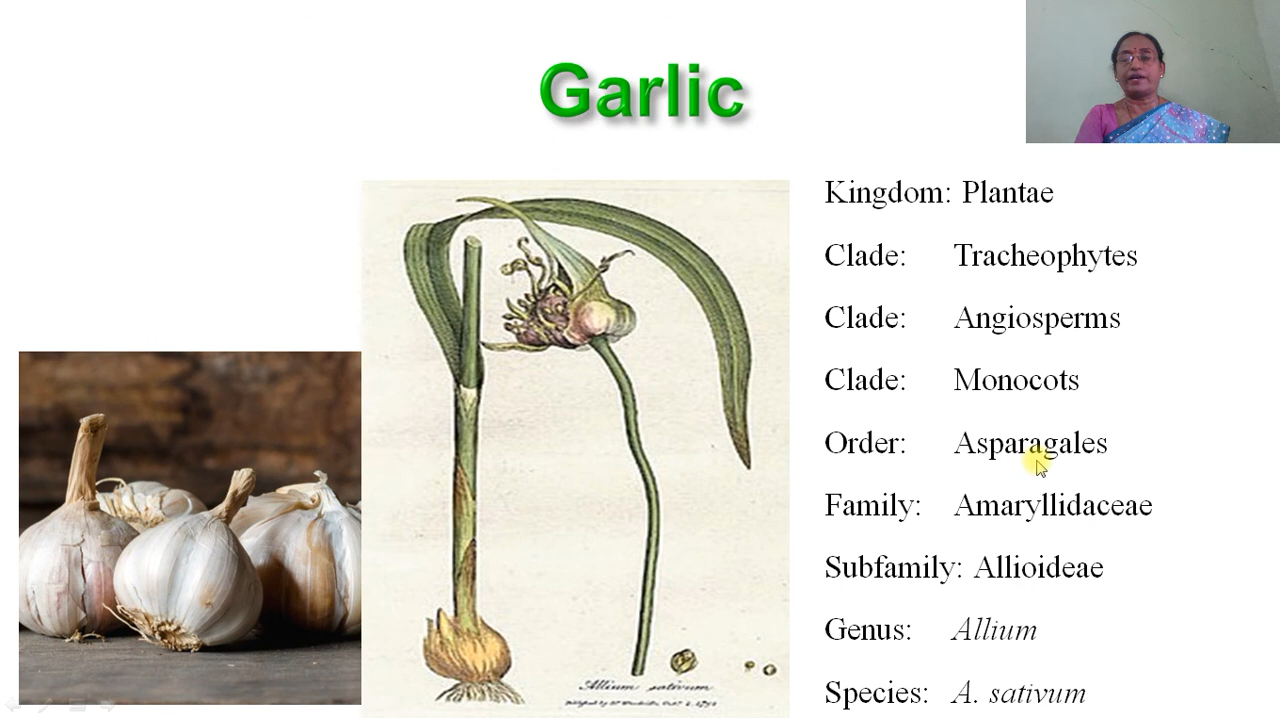 Garlic
Kingdom: Plantae
Clade: Tracheophytes
Clade: Angiosperms
Clade: Monocots
Order: Asparagales
Family: Amaryllidaceae
Subfamily: Allioideae
Genus: Allium
Species: A. sativum
Allium sativum